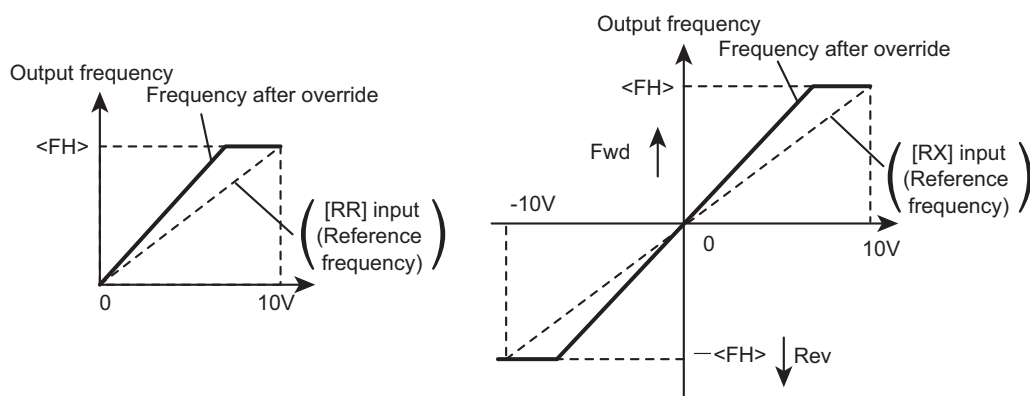 Output frequency
Frequency after override
<FH>
[RR] input
(Reference
frequency)
0
10V
Output frequency
Frequency after override
<FH>
Fwd
[RX] input
(Reference
frequency)
-10V
0
10V
—<FH>
Rev